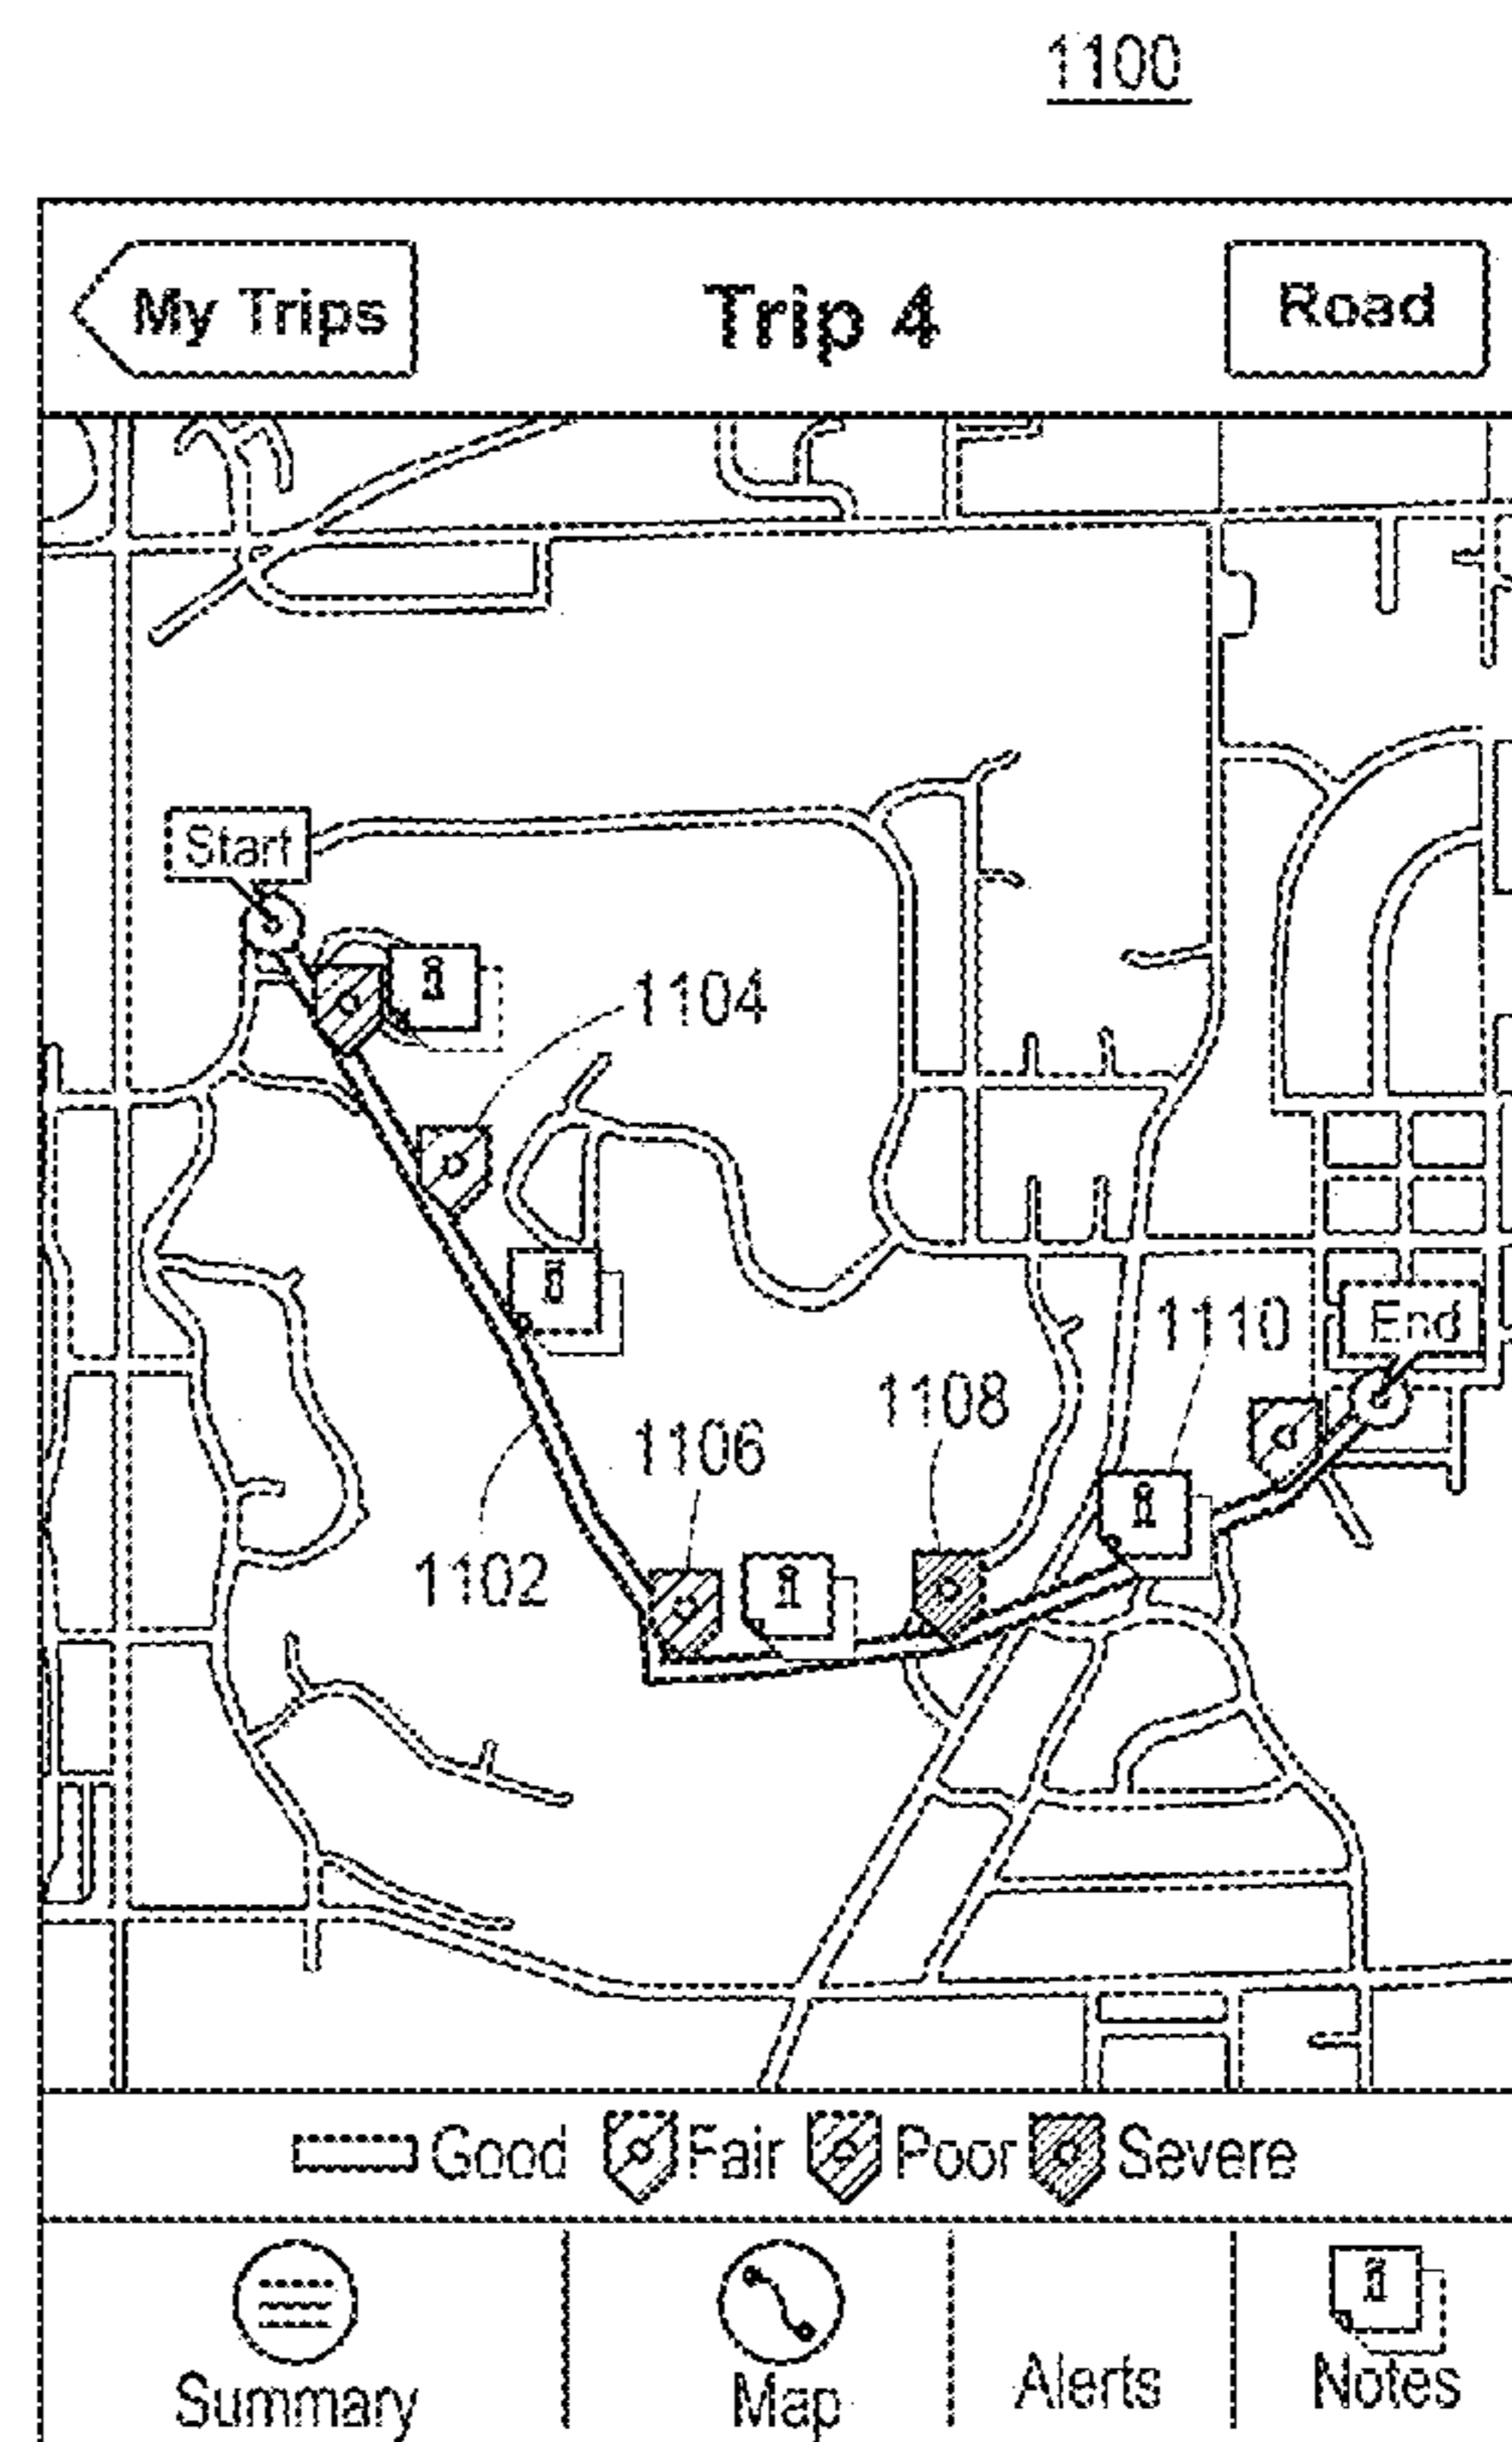 1100
My Trips Trip 4 Road
Start
1104
1110 End
1108
1106
1102
Good Fair Poor Severe
Summary Map Alerts Notes